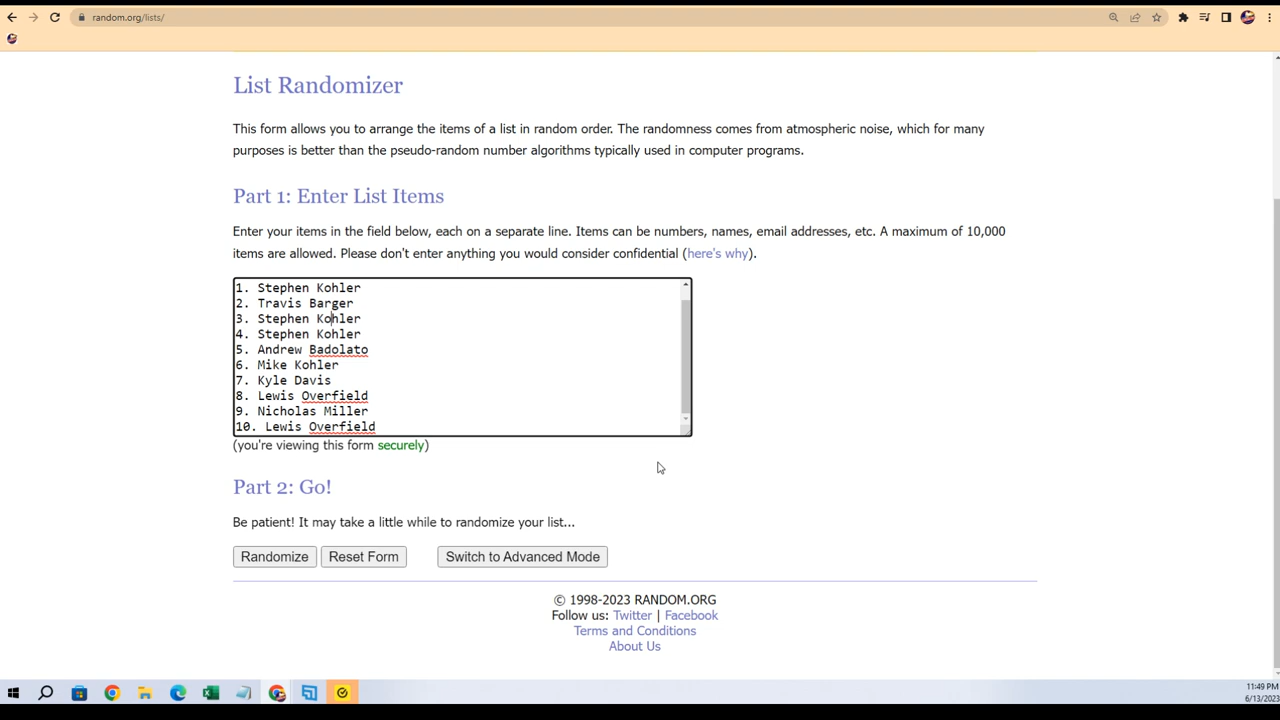 random.org/lists/
List Randomizer
This form allows you to arrange the items of a list in random order. The randomness comes from atmospheric noise, which for many
purposes is better than the pseudo-random number algorithms typically used in computer programs.
Part 1: Enter List Items
Enter your items in the field below, each on a separate line. Items can be numbers, names, email addresses, etc. A maximum of 10,000
items are allowed. Please don't enter anything you would consider confidential (here's why).
1. Stephen Kohler
2. Travis Barger
3. Stephen Kohler
4. Stephen Kohler
5. Andrew Badolato
6. Mike Kohler
7. Kyle Davis
8. Lewis Overfield
9. Nicholas Miller
10. Lewis Overfield
(you're viewing this form securely)
Part 2: Go!
Be patient! It may take a little while to randomize your list...
Randomize Reset Form Switch to Advanced Mode
© 1998-2023 RANDOM.ORG
Follow us: Twitter | Facebook
Terms and Conditions
About Us
11:49 PM
6/13/2023